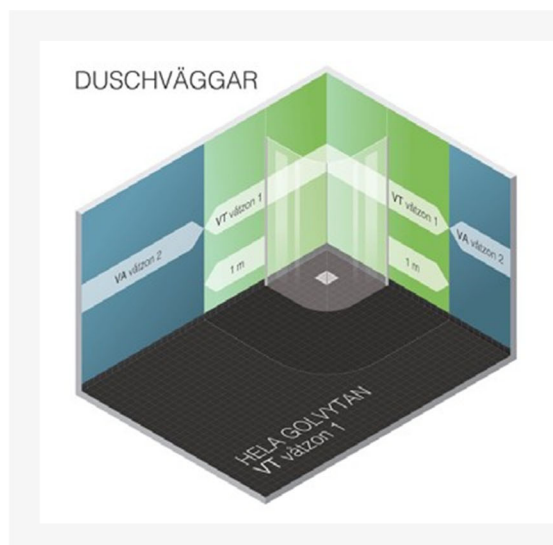 DUSCHVÄGGAR
VT våtzon 1
VT våtzon 1
VA våtzon 2
VA våtzon 2
1 m
1 m
HELA GOLVYTAN
VT våtzon 1